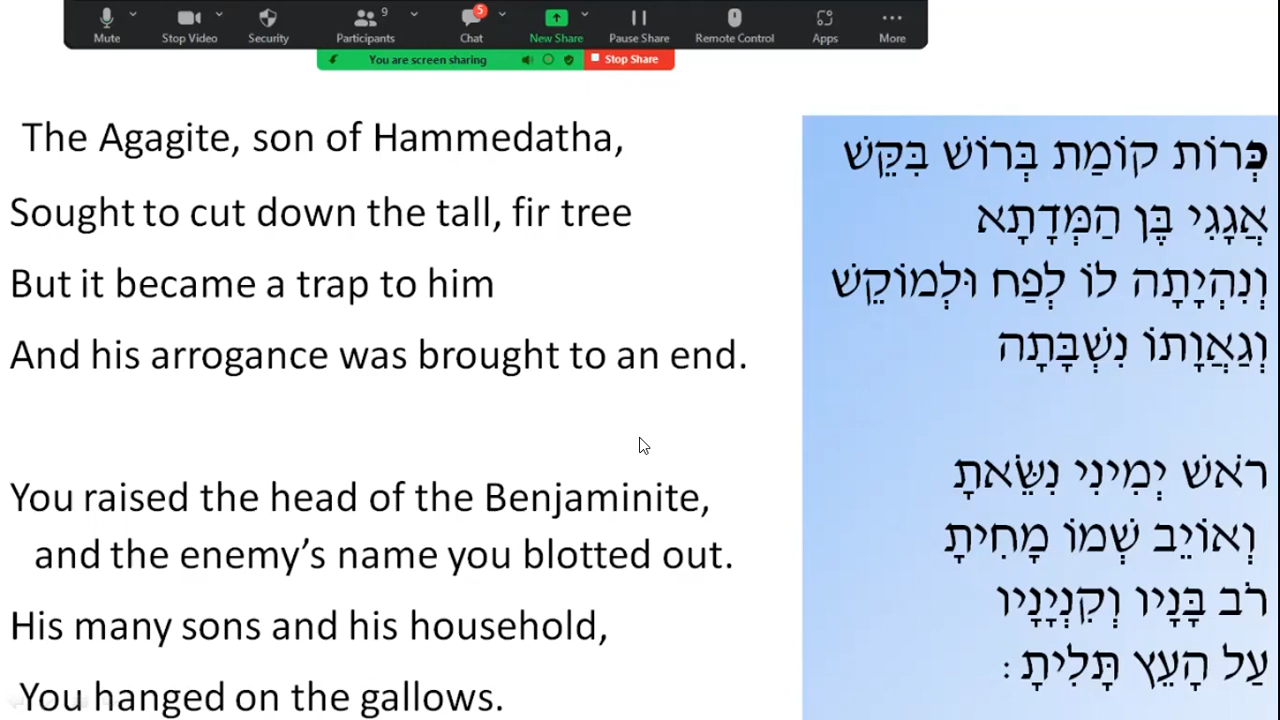 Mute
Stop Video
Security
9
Participants
5
Chat
New Share
Pause Share
Remote Control
Apps
More
You are screen sharing
Stop Share
The Agagite, son of Hammedatha,
Sought to cut down the tall, fir tree
But it became a trap to him
And his arrogance was brought to an end.
You raised the head of the Benjaminite,
and the enemy’s name you blotted out.
His many sons and his household,
You hanged on the gallows.
כְּרוֹת קוֹמַת בְּרוֹשׁ בִּקֵּשׁ
אֲגָגִי בֶּן הַמְּדָתָא
וְנִהְיָתָה לוֹ לְפַח וּלְמוֹקֵשׁ
וְגַאֲוָתוֹ נִשְׁבָּתָה
רֹאשׁ יְמִינִי נִשֵּׂאתָ
וְאוֹיֵב שְׁמוֹ מָחִיתָ
רֹב בָּנָיו וְקִנְיָנָיו
עַל הָעֵץ תָּלִיתָ :